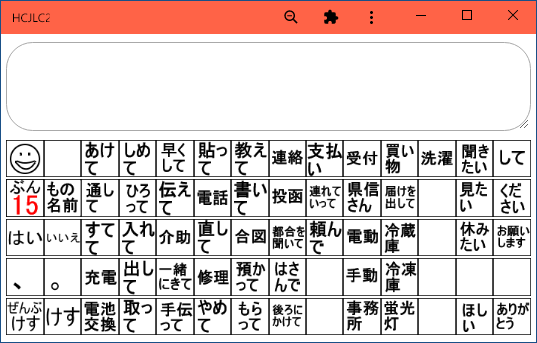 HCJLC2
あけて しめて 早くして 貼って 教えて 連絡 支払い 受付 買い物 洗濯 聞きたい して
ぶん15 もの名前 通して ひろって 伝えて 電話 書いて 投函 連れていって 県信さん 届けを出して 見たい ください
はい いいえ すてて 入れて 介助 直して 合図 都合を聞いて 頼んで 電動 冷蔵庫 休みたい お願いします
、 。 充電 出して 一緒にきて 修理 預かって はさんで 手動 冷凍庫
ぜんぶけす けす 電池交換 取って 手伝って やめて もらって 後ろにかけて 事務所 蛍光灯 ほしい ありがとう